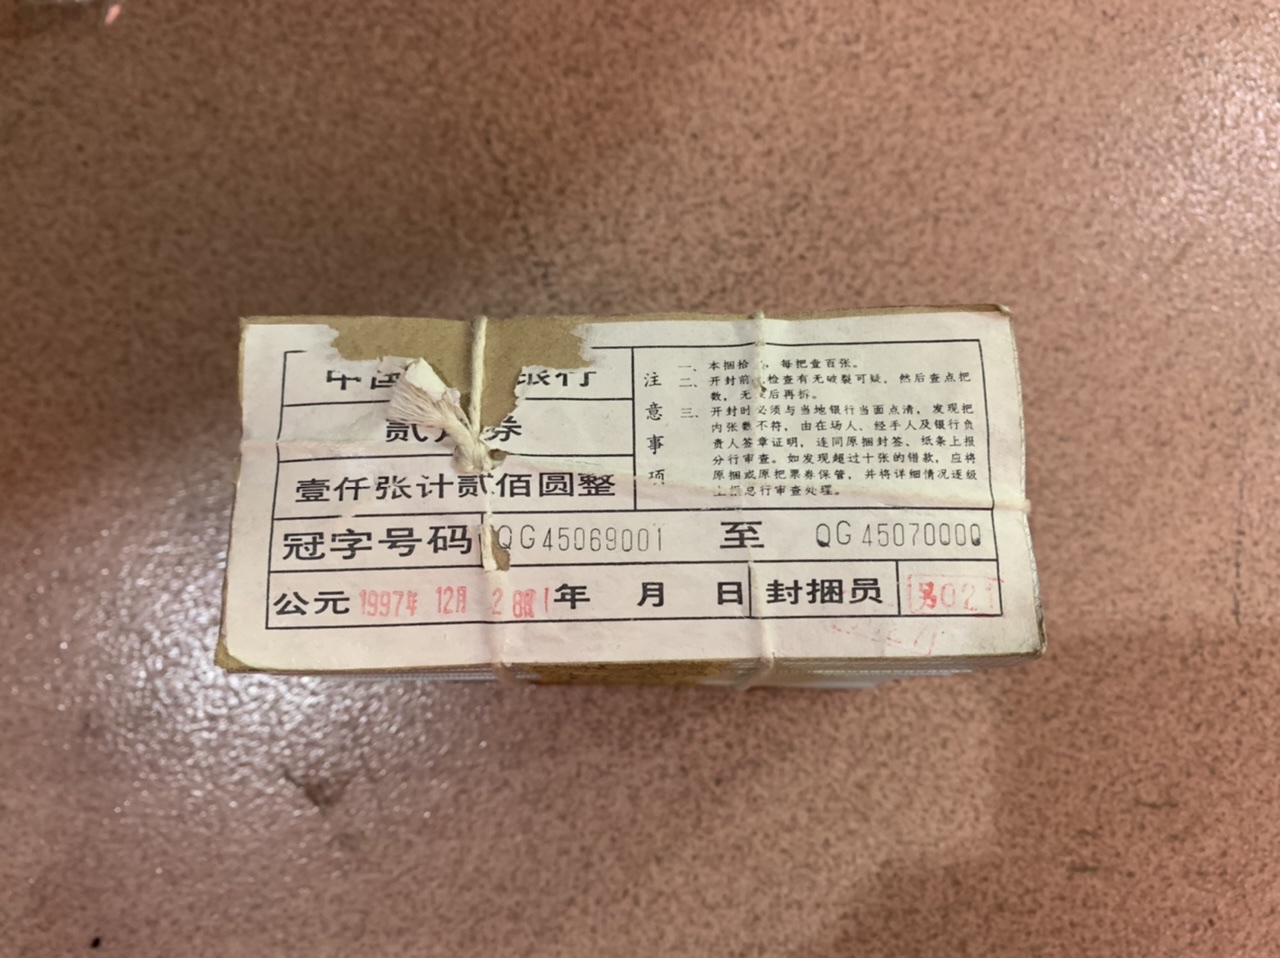 中国 银行
贰 券
壹仟张计贰佰圆整
冠字号码 QG45069001 至 QG45070000
公元 1997年 12月 28 年 月 日 封捆员 男021
注意事项
一、本捆拾 ,每把壹百张。
二、开封前 检查有无破裂可疑,然后查点把
数,无 后再拆。
三、开封时必须与当地银行当面点清,发现把
内张数不符,由在场人、经手人及银行负
责人签章证明,连同原捆封签、纸条上报
分行审查。如发现超过十张的错款,应将
原捆或原把票券保管,并将详细情况逐级
上报总行审查处理。